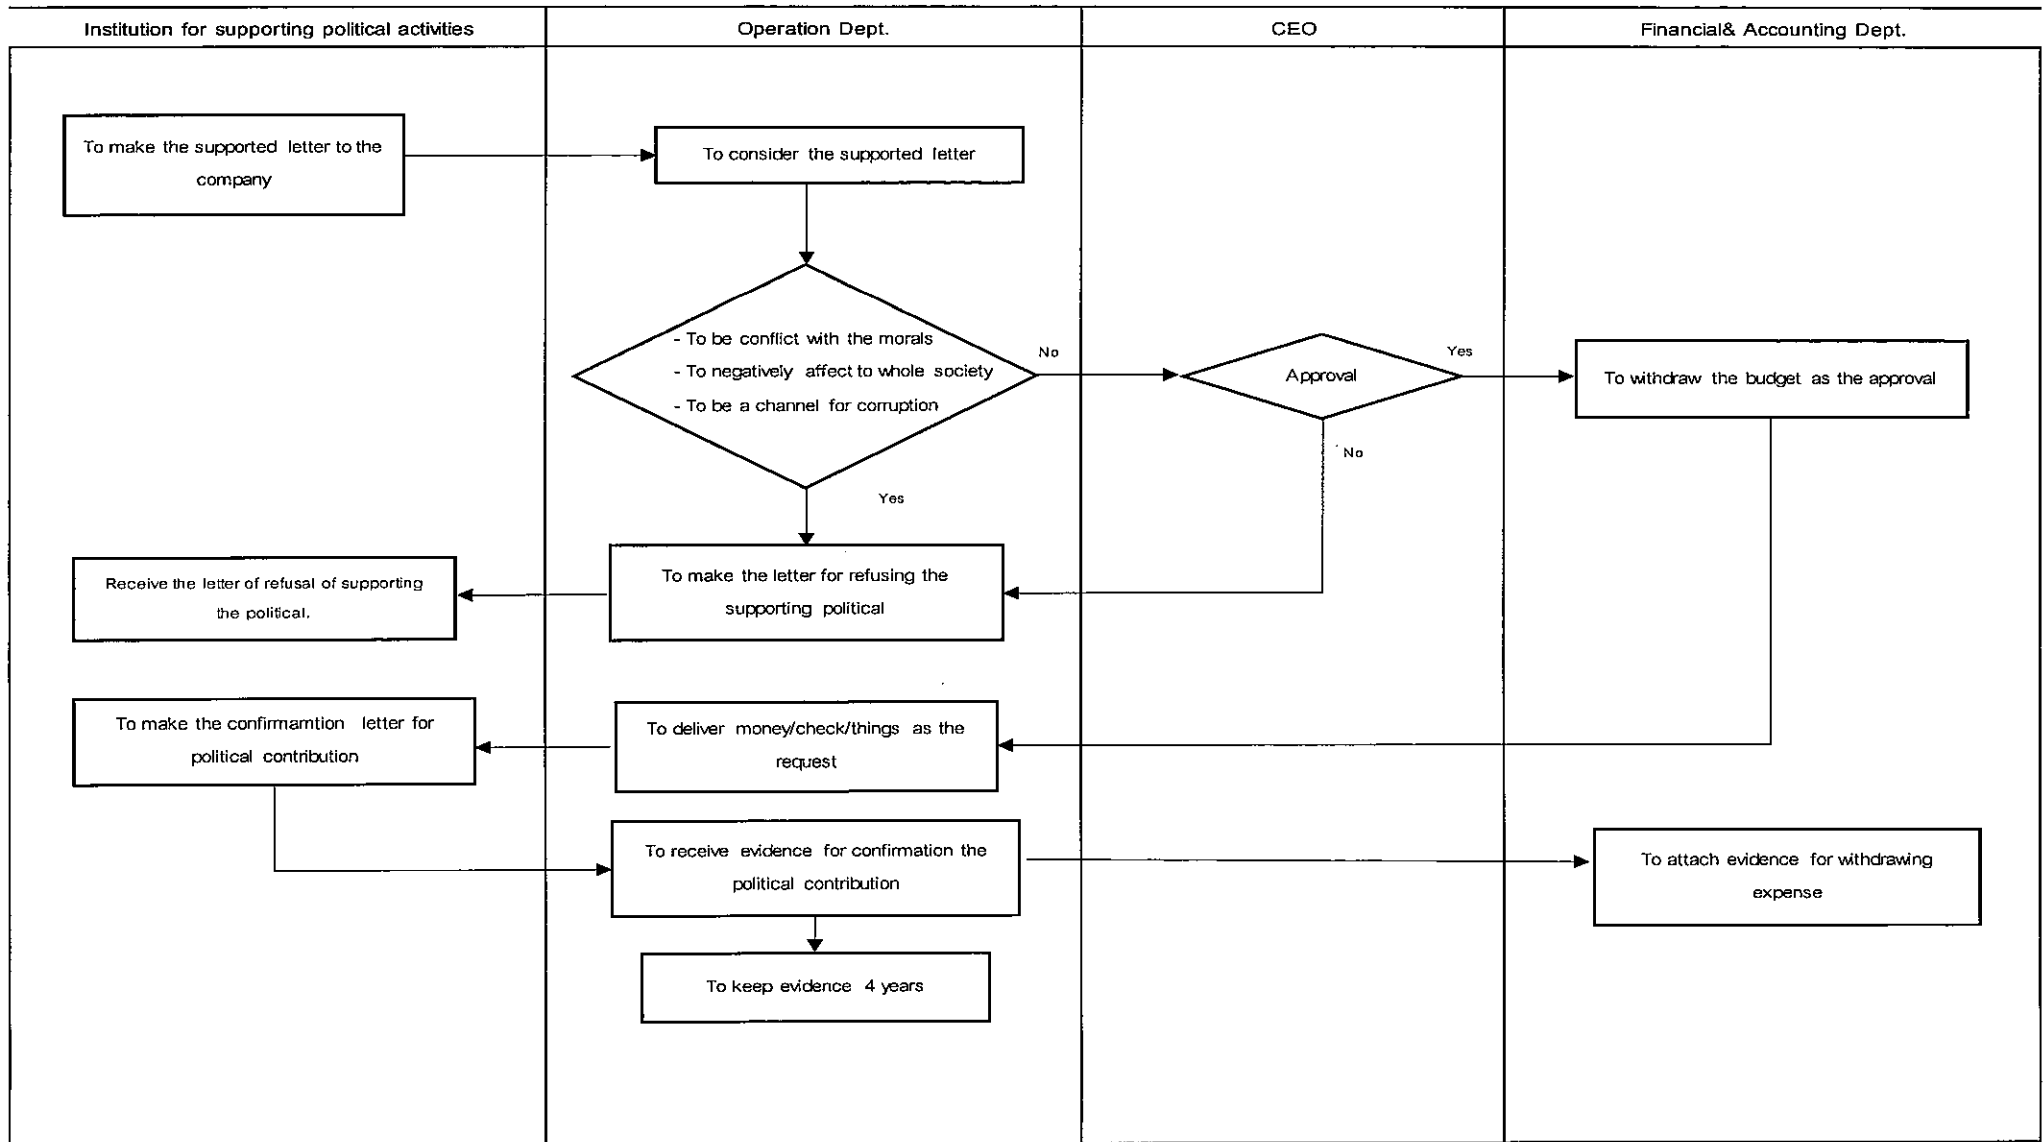 Institution for supporting political activities
Operation Dept.
CEO
Financial& Accounting Dept.
To make the supported letter to the
company
To consider the supported letter
- To be conflict with the morals
- To negatively affect to whole society
- To be a channel for corruption
No
Approval
Yes
To withdraw the budget as the approval
No
Yes
Receive the letter of refusal of supporting
the political.
To make the letter for refusing the
supporting political
To make the confirmamtion letter for
political contribution
To deliver money/check/things as the
request
To receive evidence for confirmation the
political contribution
To attach evidence for withdrawing
expense
To keep evidence 4 years